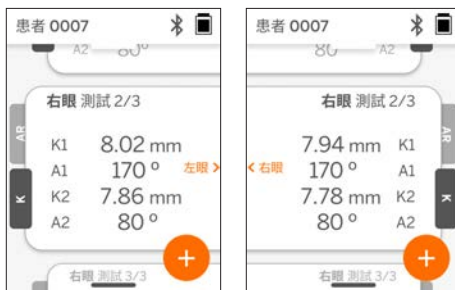 患者 0007
A2 80°
右眼 測試 2/3
AR
K
K1 8.02 mm
A1 170 °
K2 7.86 mm
A2 80 °
左眼 >
+
右眼 測試 3/3
患者 0007
80 A2
右眼 測試 2/3
AR
K
7.94 mm K1
< 右眼
170 ° A1
7.78 mm K2
80 ° A2
+
右眼 測試 3/3